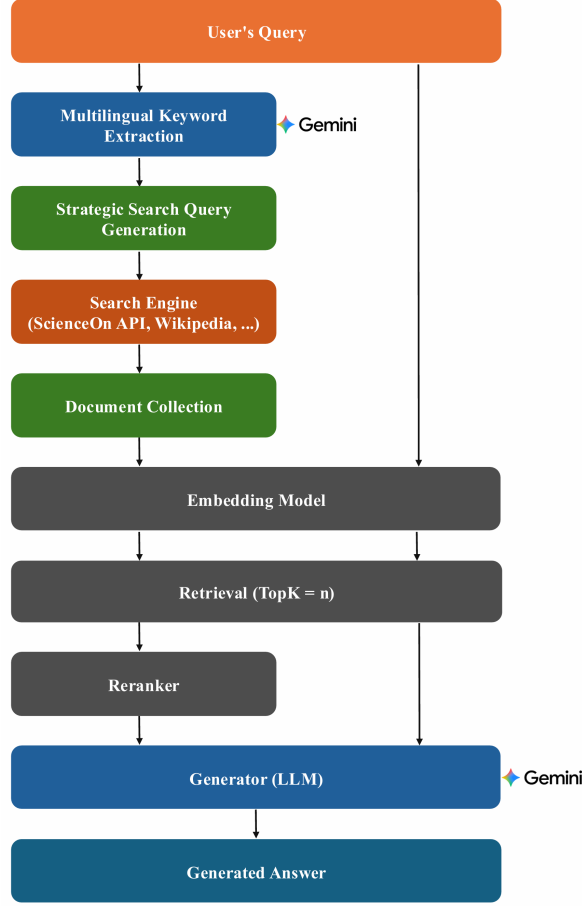 User's Query
Multilingual Keyword
Extraction
Gemini
Strategic Search Query
Generation
Search Engine
(ScienceOn API, Wikipedia, ...)
Document Collection
Embedding Model
Retrieval (TopK = n)
Reranker
Generator (LLM)
Gemini
Generated Answer